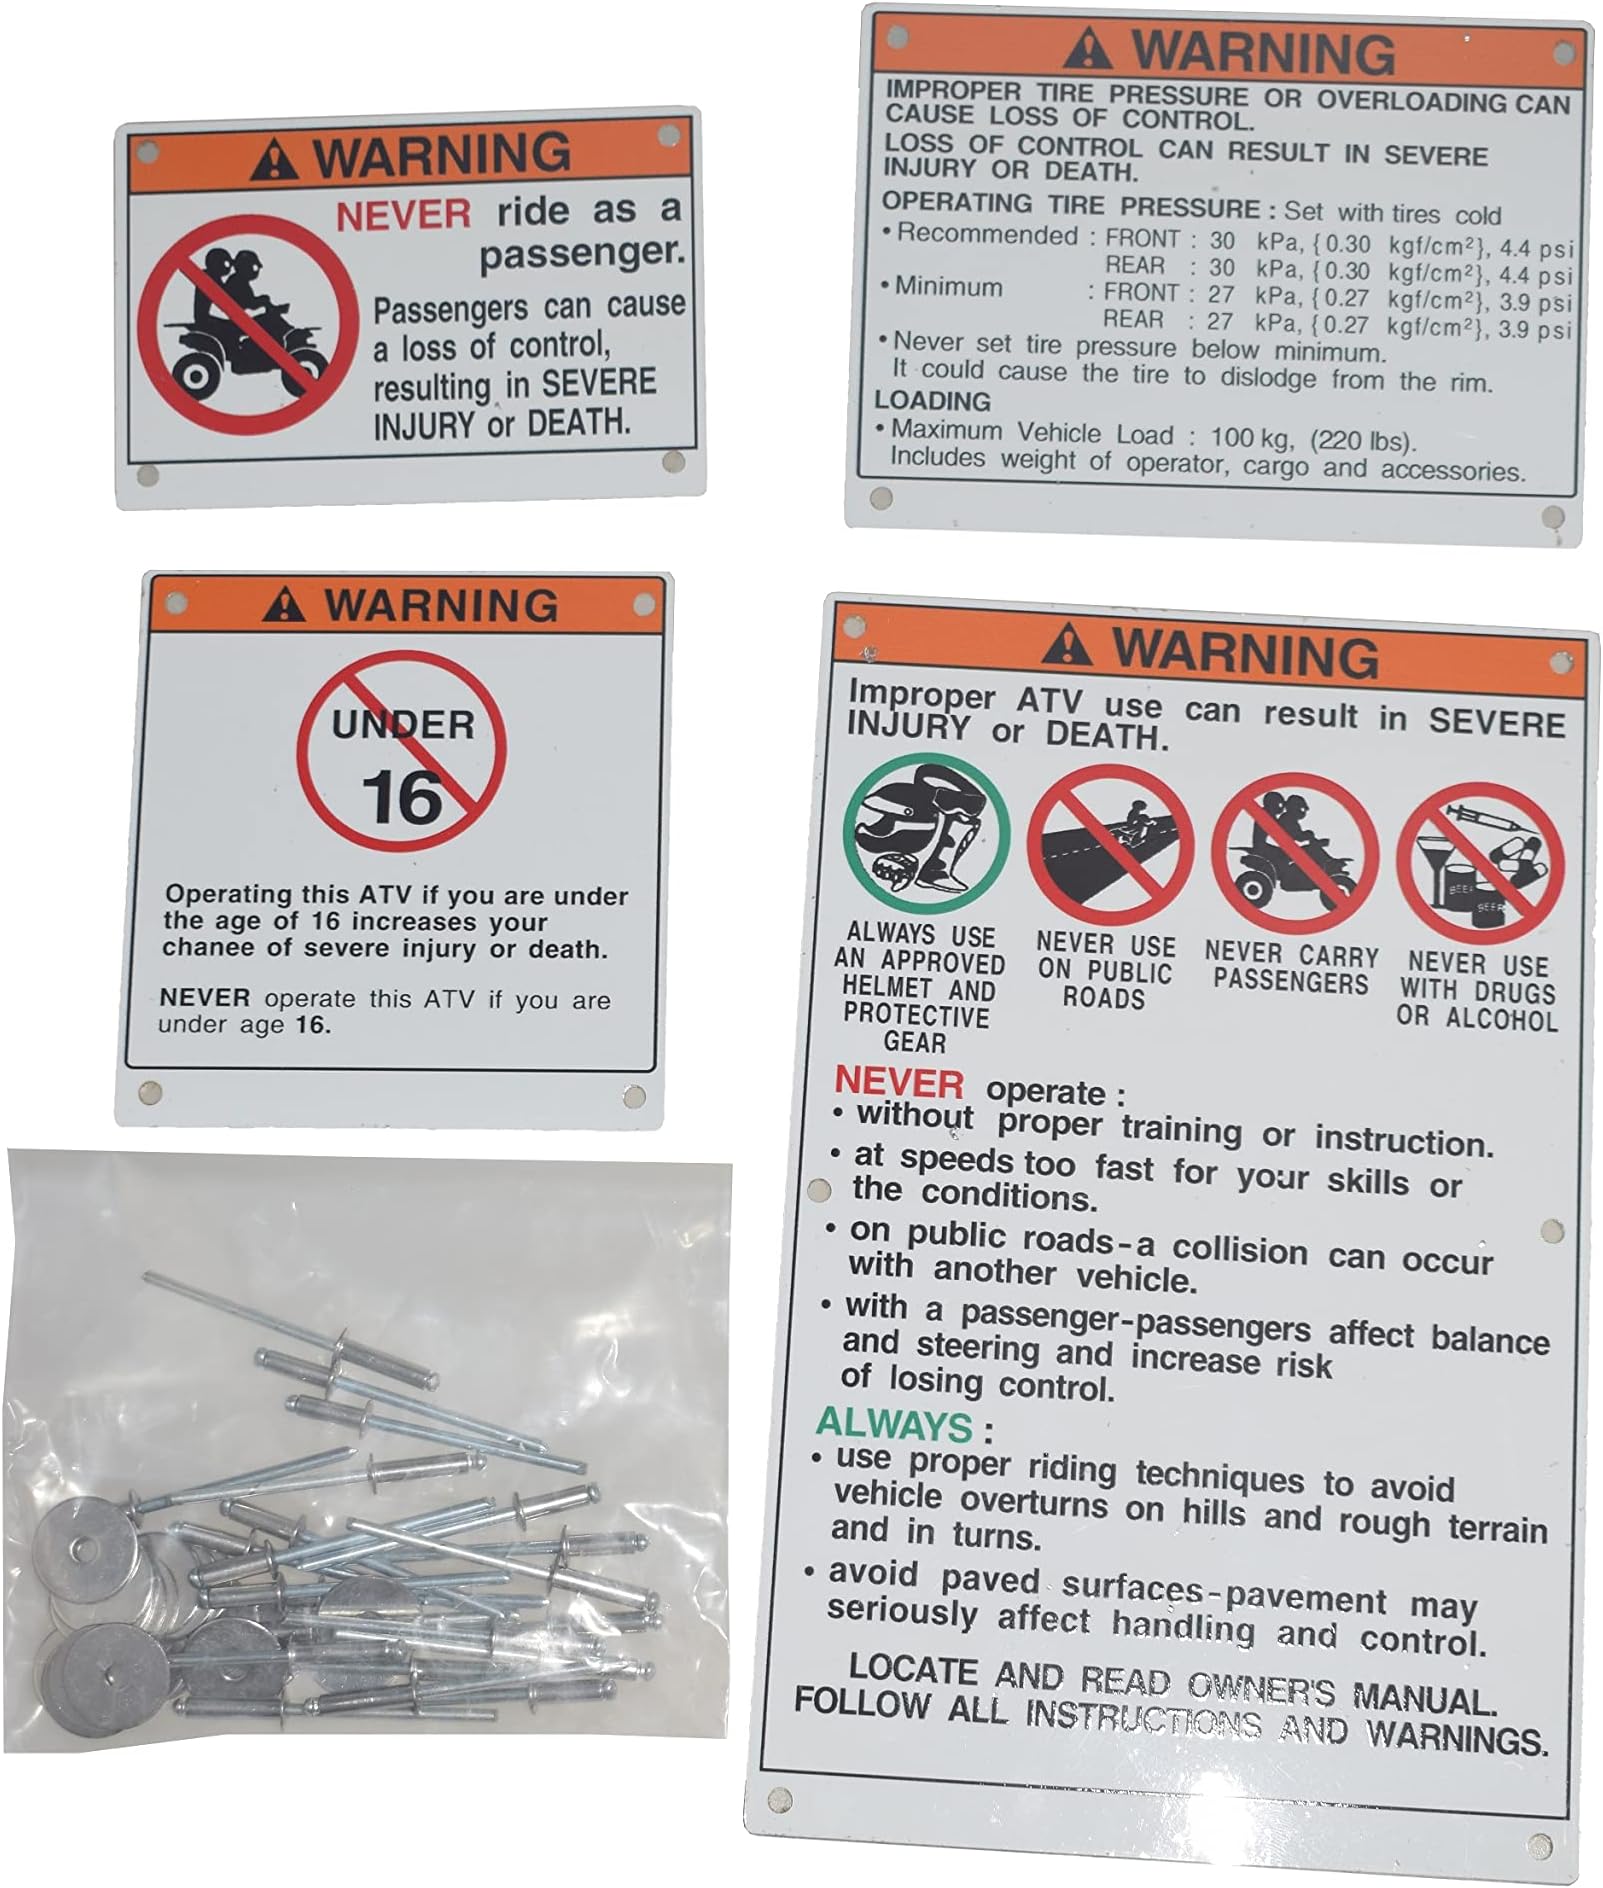 WARNING
NEVER ride as a
passenger.
Passengers can cause
a loss of control,
resulting in SEVERE
INJURY or DEATH.
WARNING
IMPROPER TIRE PRESSURE OR OVERLOADING CAN
CAUSE LOSS OF CONTROL.
LOSS OF CONTROL CAN RESULT IN SEVERE
INJURY OR DEATH.
OPERATING TIRE PRESSURE : Set with tires cold
• Recommended : FRONT : 30 kPa, {0.30 kgf/cm²}, 4.4 psi
REAR : 30 kPa, {0.30 kgf/cm²}, 4.4 psi
• Minimum : FRONT : 27 kPa, {0.27 kgf/cm²}, 3.9 psi
REAR : 27 kPa, {0.27 kgf/cm²}, 3.9 psi
• Never set tire pressure below minimum.
It could cause the tire to dislodge from the rim.
LOADING
• Maximum Vehicle Load : 100 kg, (220 lbs).
Includes weight of operator, cargo and accessories.
WARNING
UNDER
16
Operating this ATV if you are under
the age of 16 increases your
chanee of severe injury or death.
NEVER operate this ATV if you are
under age 16.
WARNING
Improper ATV use can result in SEVERE
INJURY or DEATH.
BEER
BEER
ALWAYS USE
AN APPROVED
HELMET AND
PROTECTIVE
GEAR
NEVER USE
ON PUBLIC
ROADS
NEVER CARRY
PASSENGERS
NEVER USE
WITH DRUGS
OR ALCOHOL
NEVER operate :
• without proper training or instruction.
• at speeds too fast for your skills or
the conditions.
• on public roads-a collision can occur
with another vehicle.
• with a passenger-passengers affect balance
and steering and increase risk
of losing control.
ALWAYS :
• use proper riding techniques to avoid
vehicle overturns on hills and rough terrain
and in turns.
• avoid paved surfaces-pavement may
seriously affect handling and control.
LOCATE AND READ OWNER'S MANUAL.
FOLLOW ALL INSTRUCTIONS AND WARNINGS.